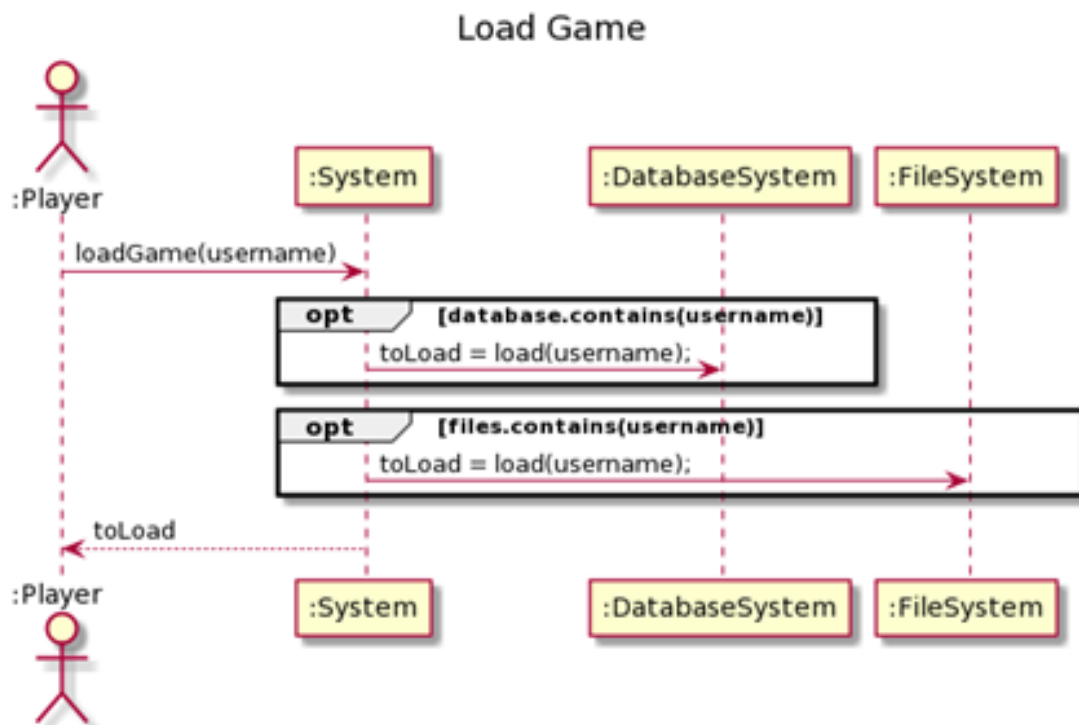 Load Game
:Player
:System
:DatabaseSystem
:FileSystem
loadGame(username)
opt [database.contains(username)]
toLoad = load(username);
opt [files.contains(username)]
toLoad = load(username);
toLoad
:Player
:System
:DatabaseSystem
:FileSystem